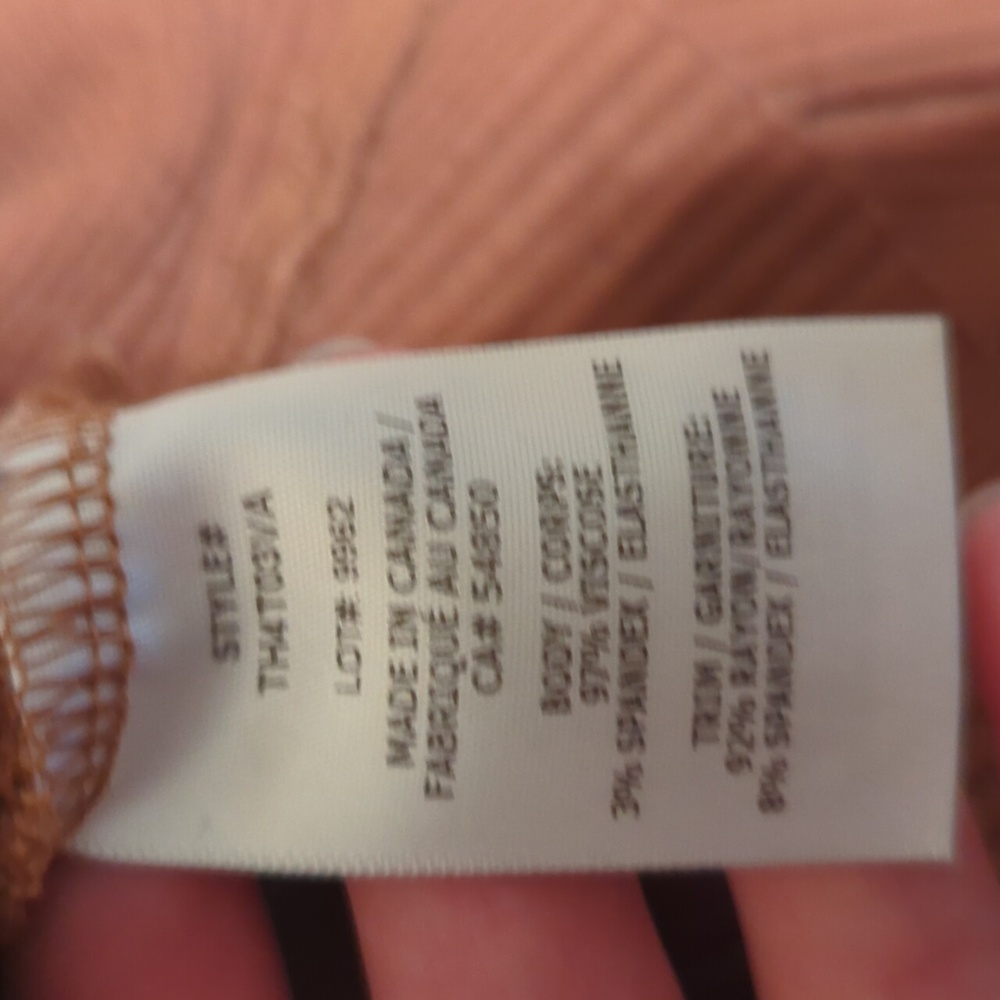 STYLE#
LOT# 9962
MADE IN CANADA /
FABRIQUÉ AU CANADA
CA# 54850
BODY / CORPS:
97% VISCOSE
3% SPANDEX / ELASTHANNE
TRIM / GARNITURE:
92% RAYON/RAYONNE
8% SPANDEX / ELASTHANNE